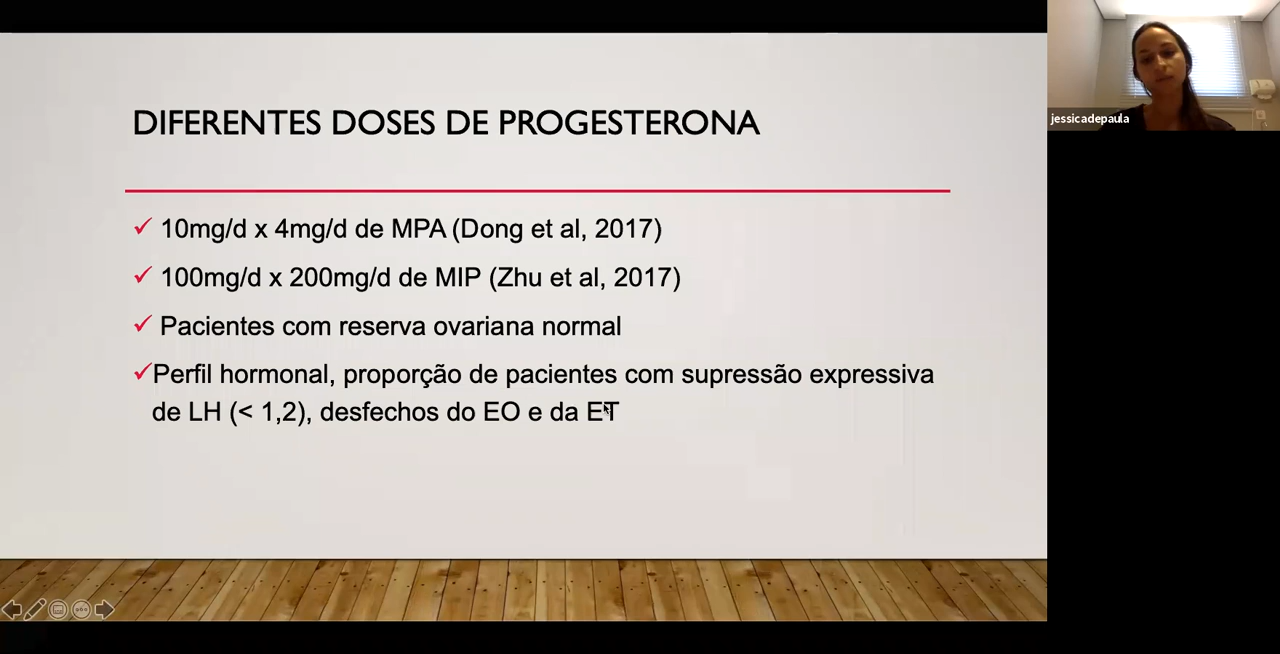 DIFERENTES DOSES DE PROGESTERONA
10mg/d x 4mg/d de MPA (Dong et al, 2017)
100mg/d x 200mg/d de MIP (Zhu et al, 2017)
Pacientes com reserva ovariana normal
Perfil hormonal, proporção de pacientes com supressão expressiva
de LH (< 1,2), desfechos do EO e da ET
jessicadepaula